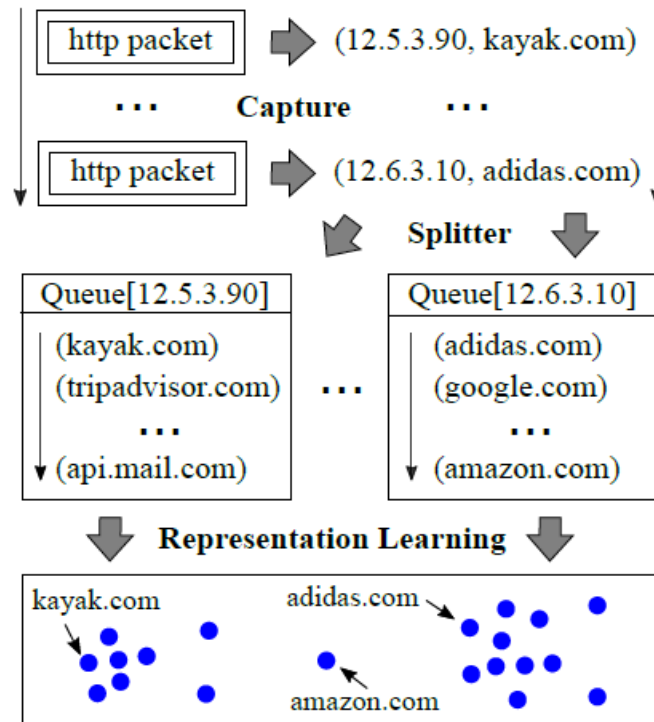 http packet (12.5.3.90, kayak.com)
... Capture ...
http packet (12.6.3.10, adidas.com)
Splitter
Queue[12.5.3.90]
(kayak.com)
(tripadvisor.com)
...
(api.mail.com)
...
Queue[12.6.3.10]
(adidas.com)
(google.com)
...
(amazon.com)
Representation Learning
kayak.com
adidas.com
amazon.com